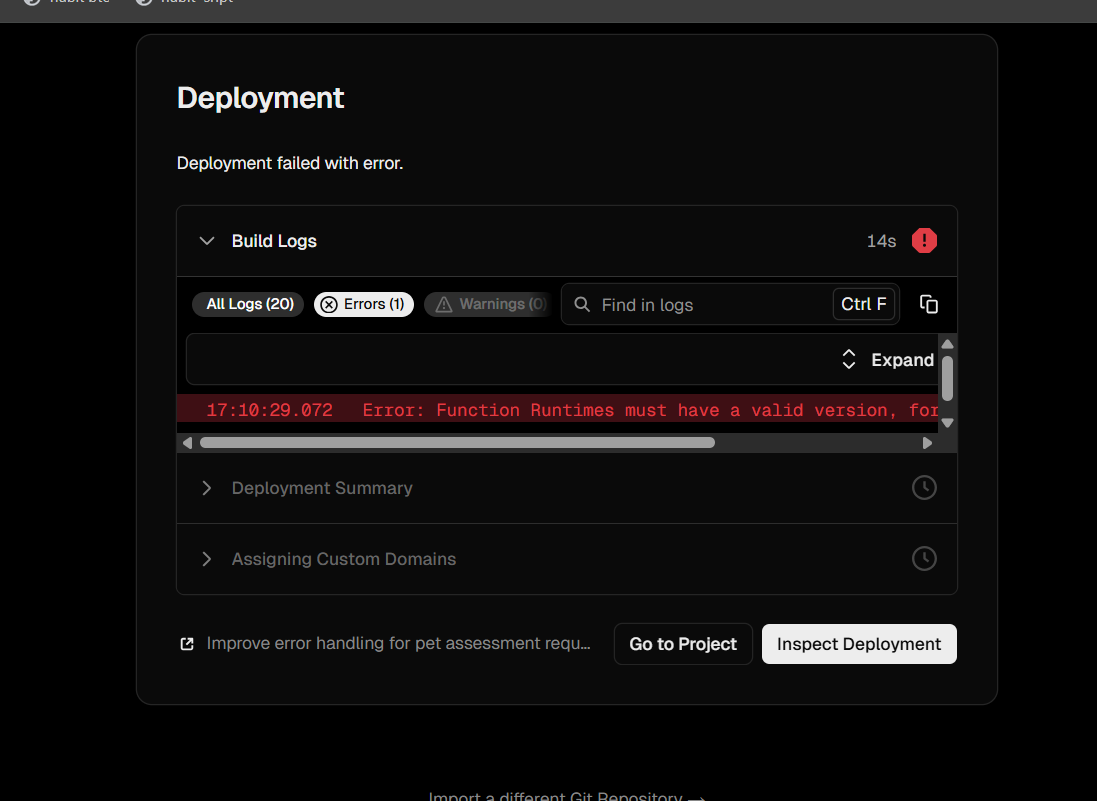 Deployment
Deployment failed with error.
Build Logs
14s
All Logs (20)
Errors (1)
Warnings (0)
Find in logs
Ctrl F
Expand
17:10:29.072 Error: Function Runtimes must have a valid version, for
Deployment Summary
Assigning Custom Domains
Improve error handling for pet assessment requ...
Go to Project
Inspect Deployment
Import a different Git Repository →